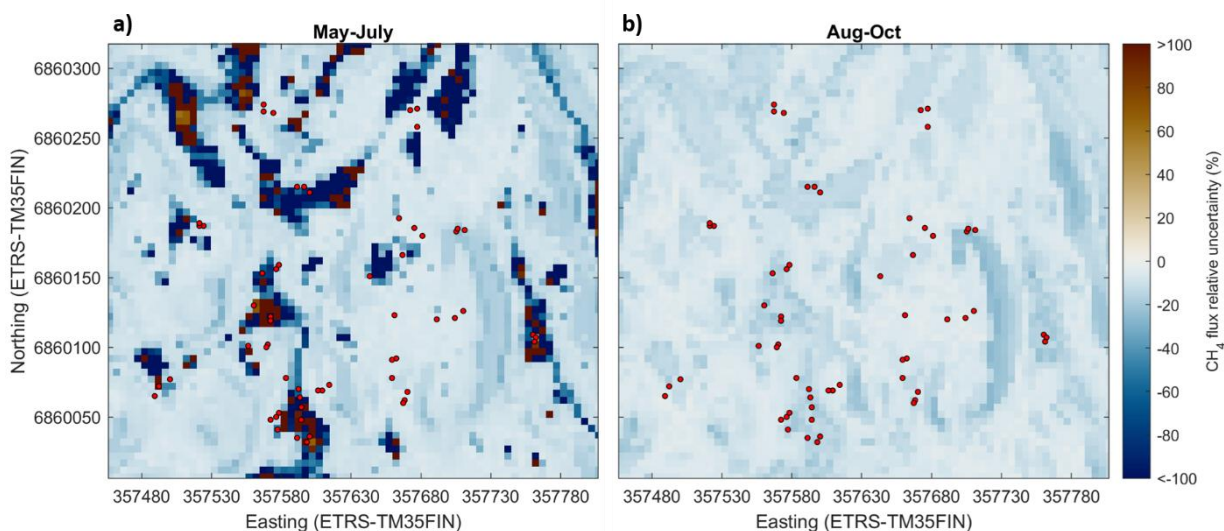 a)
May-July
6860300
6860250
6860200
6860150
6860100
6860050
Northing (ETRS-TM35FIN)
357480 357530 357580 357630 357680 357730 357780
Easting (ETRS-TM35FIN)
b)
Aug-Oct
357480 357530 357580 357630 357680 357730 357780
Easting (ETRS-TM35FIN)
>100
80
60
40
20
0
-20
-40
-60
-80
<-100
CH₄ flux relative uncertainty (%)